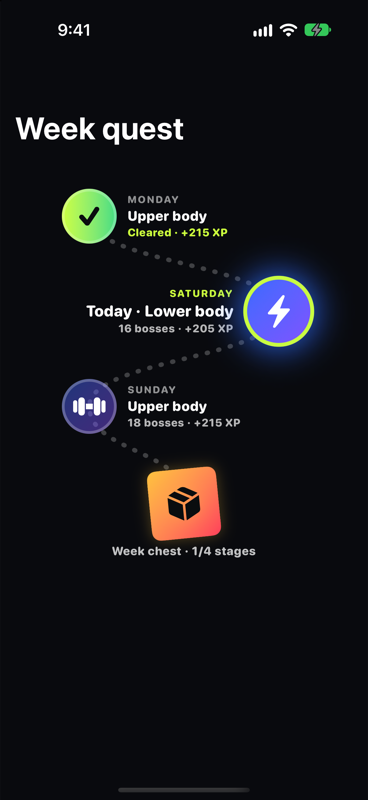 9:41
Week quest
MONDAY
Upper body
Cleared · +215 XP
SATURDAY
Today · Lower body
16 bosses · +205 XP
SUNDAY
Upper body
18 bosses · +215 XP
Week chest · 1/4 stages